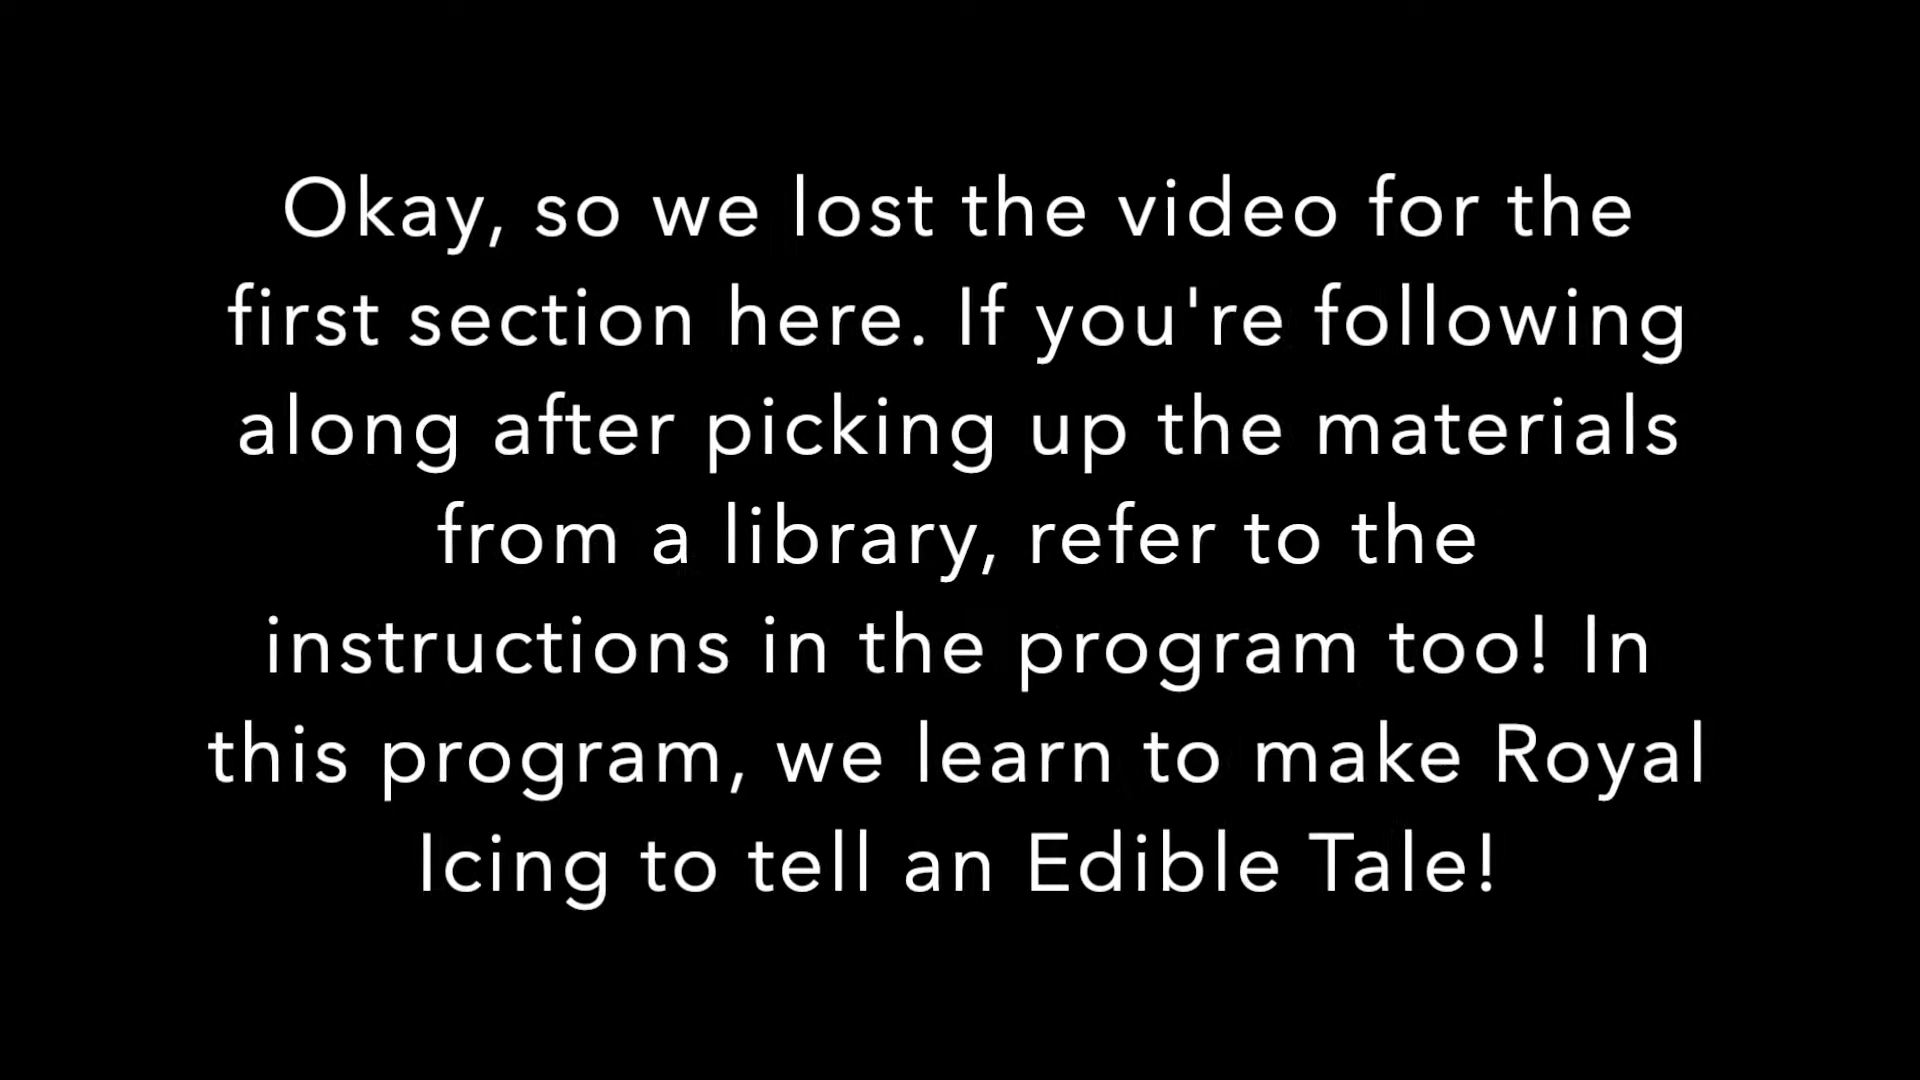 Okay, so we lost the video for the
first section here. If you're following
along after picking up the materials
from a library, refer to the
instructions in the program too! In
this program, we learn to make Royal
Icing to tell an Edible Tale!